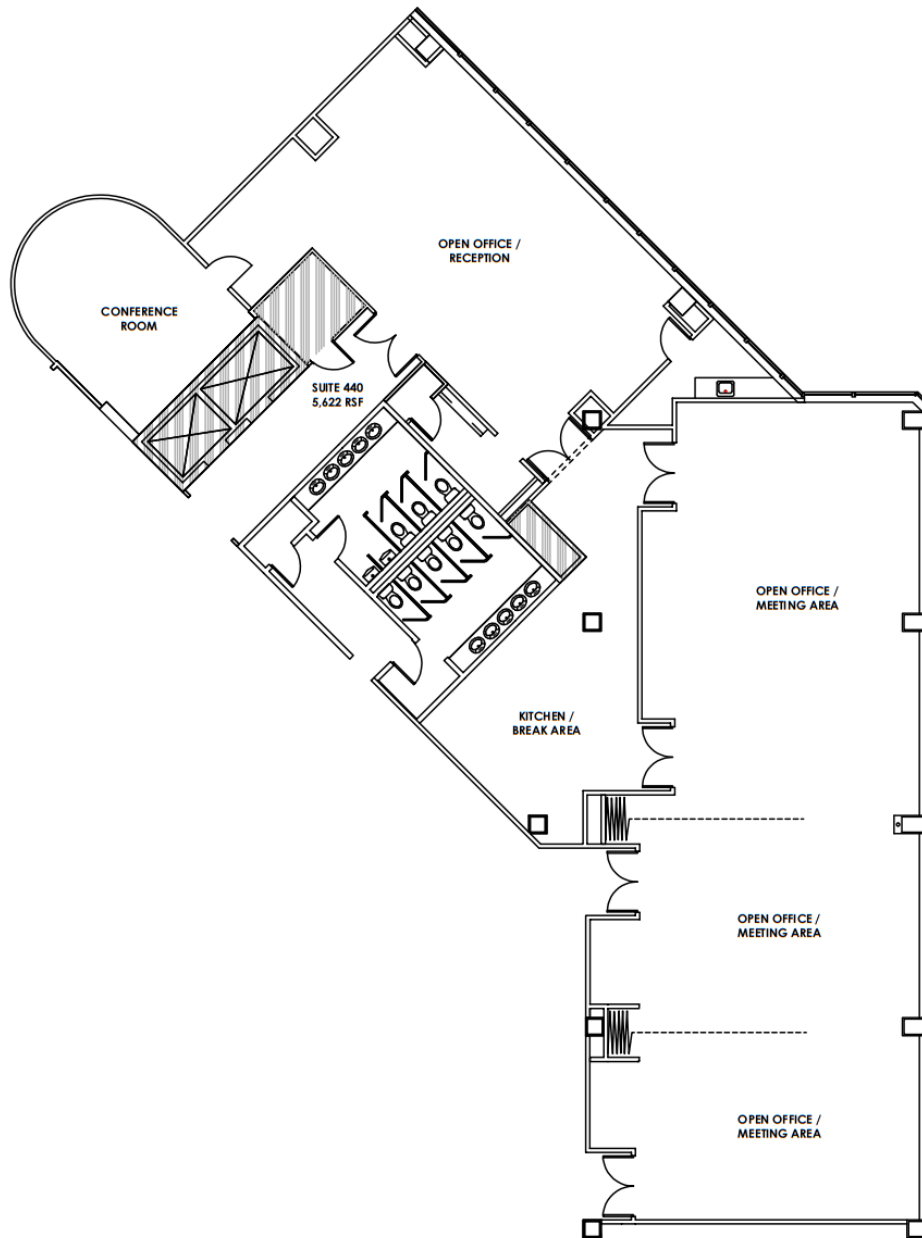 OPEN OFFICE /
RECEPTION
CONFERENCE
ROOM
SUITE 440
5,622 RSF
OPEN OFFICE /
MEETING AREA
KITCHEN /
BREAK AREA
OPEN OFFICE /
MEETING AREA
OPEN OFFICE /
MEETING AREA